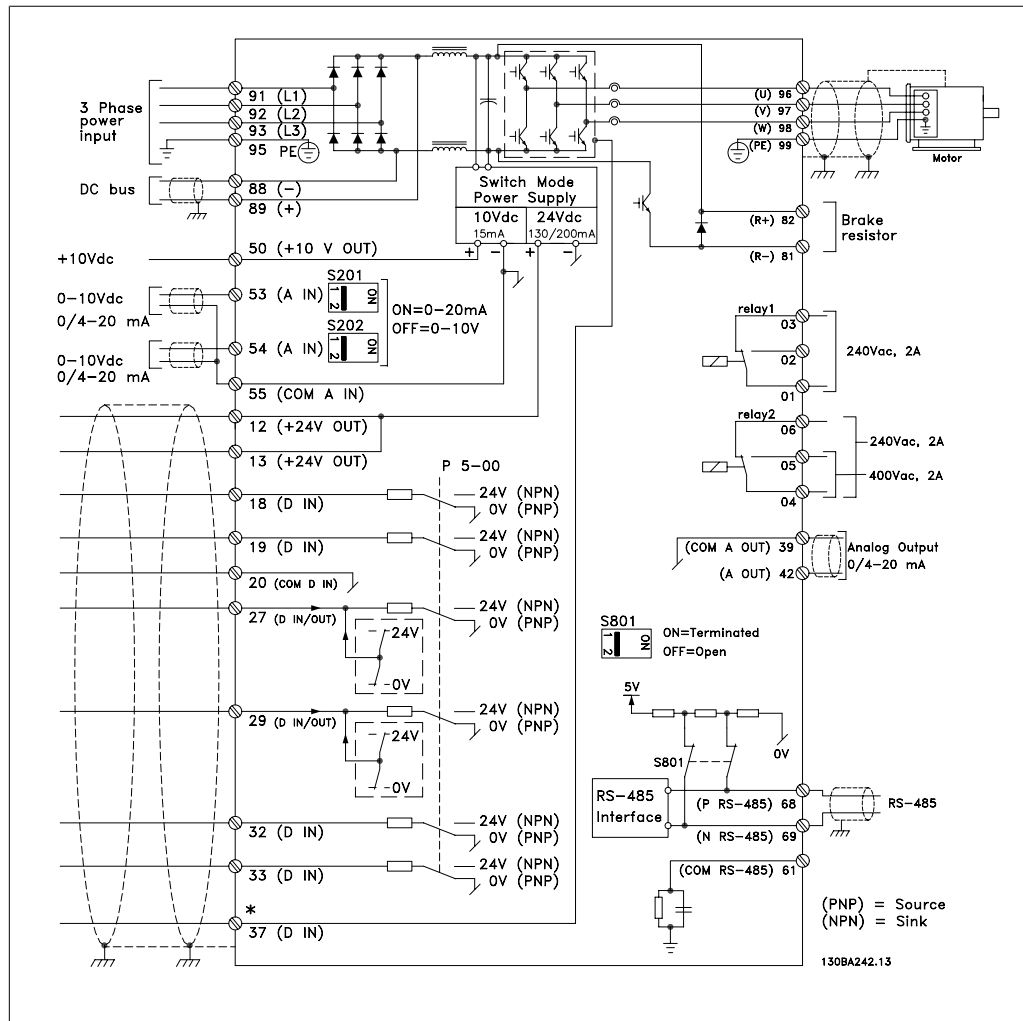 3 Phase
power
input
91 (L1)
92 (L2)
93 (L3)
95 PE
DC bus
88 (-)
89 (+)
+10Vdc
50 (+10 V OUT)
0-10Vdc
0/4-20 mA
53 (A IN)
S201
1 2
ON
ON=0-20mA
OFF=0-10V
S202
1 2
ON
0-10Vdc
0/4-20 mA
54 (A IN)
55 (COM A IN)
12 (+24V OUT)
13 (+24V OUT)
P 5-00
18 (D IN)
24V (NPN)
0V (PNP)
19 (D IN)
24V (NPN)
0V (PNP)
20 (COM D IN)
27 (D IN/OUT)
24V (NPN)
0V (PNP)
24V
0V
29 (D IN/OUT)
24V (NPN)
0V (PNP)
24V
0V
32 (D IN)
24V (NPN)
0V (PNP)
33 (D IN)
24V (NPN)
0V (PNP)
*
37 (D IN)
Switch Mode
Power Supply
10Vdc
15mA
24Vdc
130/200mA
+ - + -
(U) 96
(V) 97
(W) 98
(PE) 99
Motor
(R+) 82
(R-) 81
Brake
resistor
relay1
03
02
01
240Vac, 2A
relay2
06
05
04
240Vac, 2A
400Vac, 2A
(COM A OUT) 39
(A OUT) 42
Analog Output
0/4-20 mA
S801
1 2
ON
ON=Terminated
OFF=Open
5V
0V
S801
RS-485
Interface
(P RS-485) 68
(N RS-485) 69
RS-485
(COM RS-485) 61
(PNP) = Source
(NPN) = Sink
130BA242.13